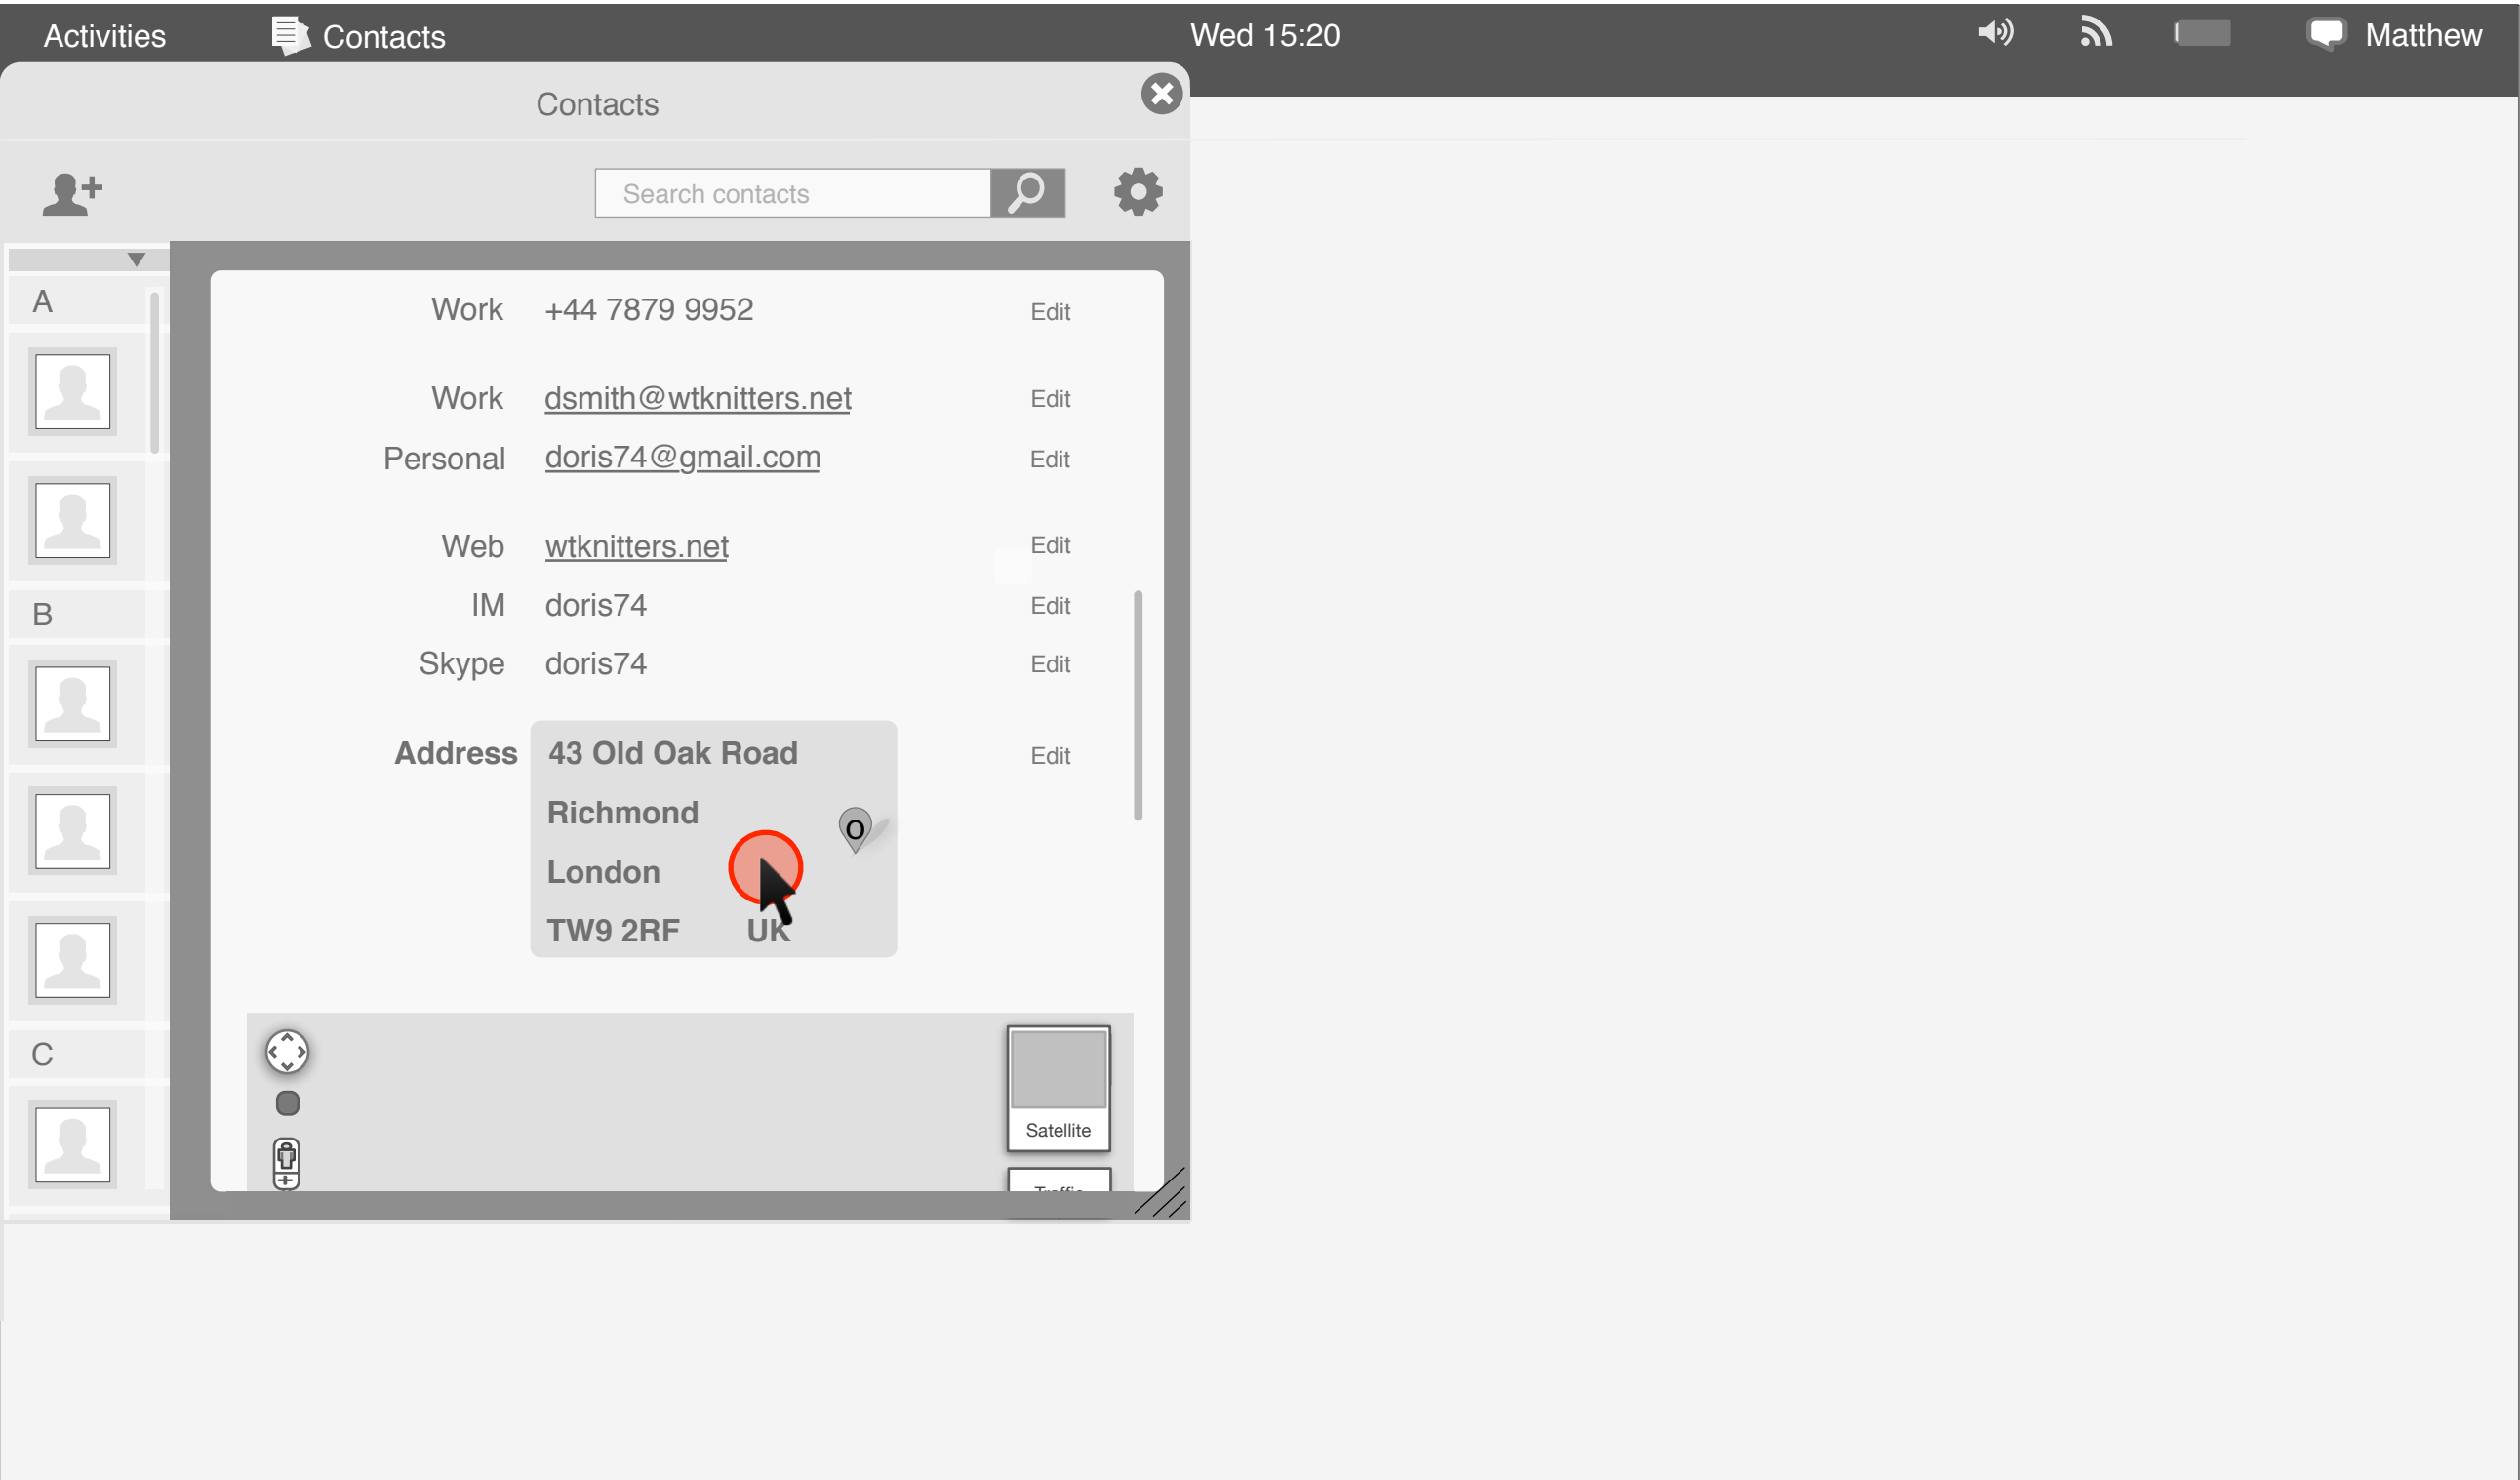 Activities Contacts Wed 15:20 Matthew
Contacts
Search contacts
A
B
C
Work +44 7879 9952 Edit
Work dsmith@wtknitters.net Edit
Personal doris74@gmail.com Edit
Web wtknitters.net Edit
IM doris74 Edit
Skype doris74 Edit
Address 43 Old Oak Road Edit
Richmond
O
London
TW9 2RF UK
Satellite
Traffic